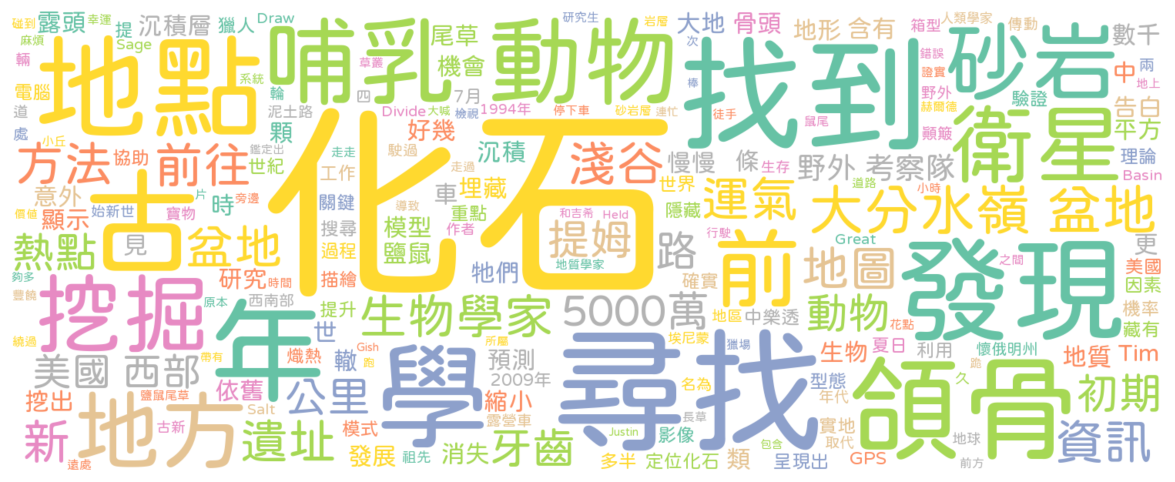 化石
地點
哺乳
動物
找到
砂岩
衛星
古
盆地
前往
方法
淺谷
運氣
前
大分水嶺 盆地
發現
頜骨
尋找
學
年
挖掘
地方
新
遺址
公里
美國 西部
生物學家
5000萬
提姆
路
地圖
動物
野外 考察隊
初期
資訊
牙齒
熱點
露頭
沉積層
獵人
Draw
尾草
機會
研究生
大地
骨頭
地形
含有
箱型
人類學家
傳動
岩層
數千
碰到
幸運
麻煩
提
Sage
輛
電腦
系統
草叢
輪
四
7月
檢視
Divide
1994年
大喊
停下車
砂岩層
連忙
次
棒
徒手
鼠尾
錯誤
證實
野外
赫爾德
中
兩
地上
驗證
告白
平方
理論
Basin
道
處
小丘
泥土路
顆
好幾
協助
鑑定出
世紀
走走
駛過
沉積
走過
工作
慢慢
條
生存
顛簸
道路
小時
意外
片
旁邊
價值
始新世
寶物
時
關鍵
導致
車
埋藏
世界
隱藏
重點
作者
和吉希
Held
顯示
見
搜尋
模型
鹽鼠
行駛
Great
更
地質學家
過程
描繪
牠們
確實
之間
美國
因素
夠多
研究
時間
豐饒
原本
西南部
提升
世
地區
中樂透
花點
機率
藏有
繞過
帶有
熾熱
Gish
轍
所屬
預測
2009年
埃尼蒙
獵場
生物
夏日
利用
懷俄明州
地質
Tim
跑
依舊
縮小
名為
型態
年代
跪
久
挖出
鹽鼠尾草
Salt
露營車
長草
實地
取代
古新
模式
Justin
影像
地球
遠處
發展
祖先
消失
多半
定位化石
包含
類
呈現出
GPS
前方